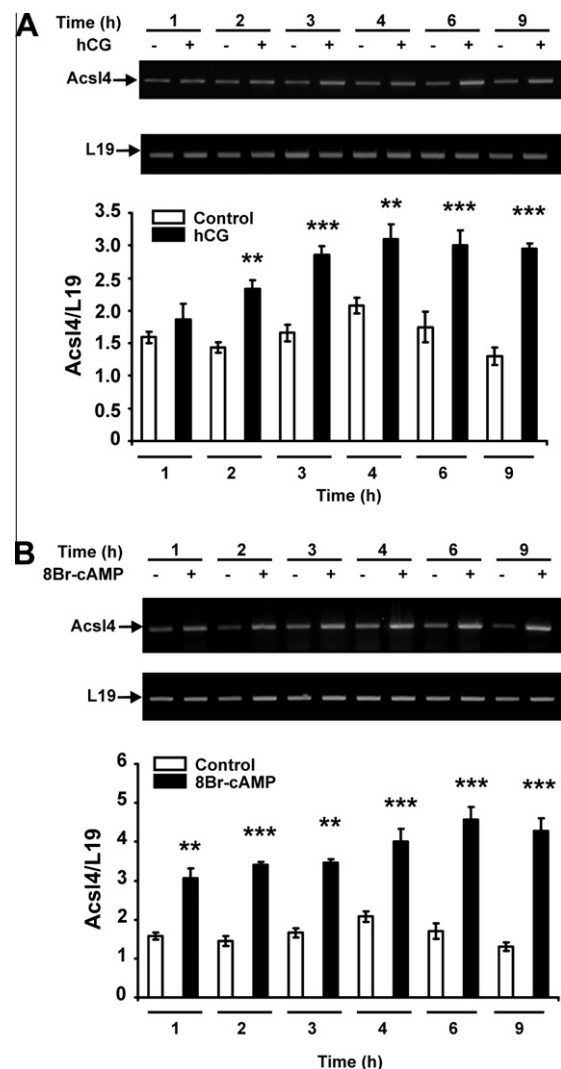 A
Time (h) 1 2 3 4 6 9
hCG - + - + - + - + - + - +
Acsl4
L19
3.5
3.0
2.5
2.0
1.5
1.0
0.5
0
Acsl4/L19
Control
hCG
** *** ** *** ***
1 2 3 4 6 9
Time (h)
B
Time (h) 1 2 3 4 6 9
8Br-cAMP - + - + - + - + - + - +
Acsl4
L19
6
5
4
3
2
1
0
Acsl4/L19
Control
8Br-cAMP
** *** ** *** *** ***
1 2 3 4 6 9
Time (h)